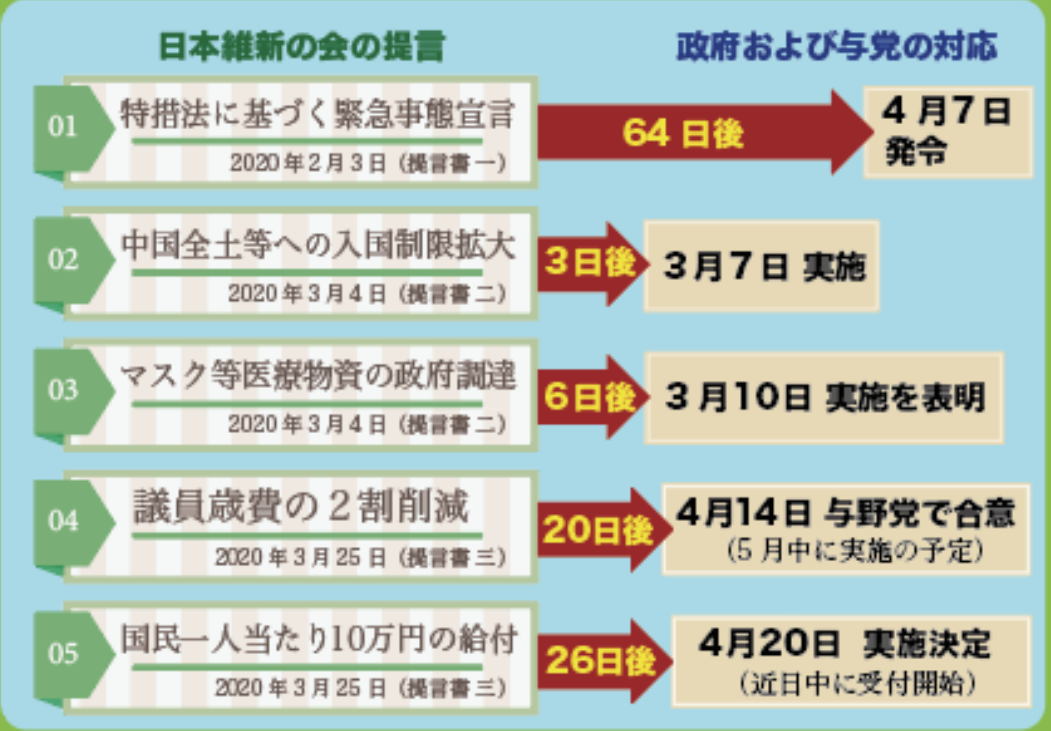 日本維新の会の提言
政府および与党の対応
01
特措法に基づく緊急事態宣言
2020年2月3日（提言書一）
64日後
4月7日
発令
02
中国全土等への入国制限拡大
2020年3月4日（提言書二）
3日後
3月7日 実施
03
マスク等医療物資の政府調達
2020年3月4日（提言書二）
6日後
3月10日 実施を表明
04
議員歳費の2割削減
2020年3月25日（提言書三）
20日後
4月14日 与野党で合意
（5月中に実施の予定）
05
国民一人当たり10万円の給付
2020年3月25日（提言書三）
26日後
4月20日 実施決定
（近日中に受付開始）